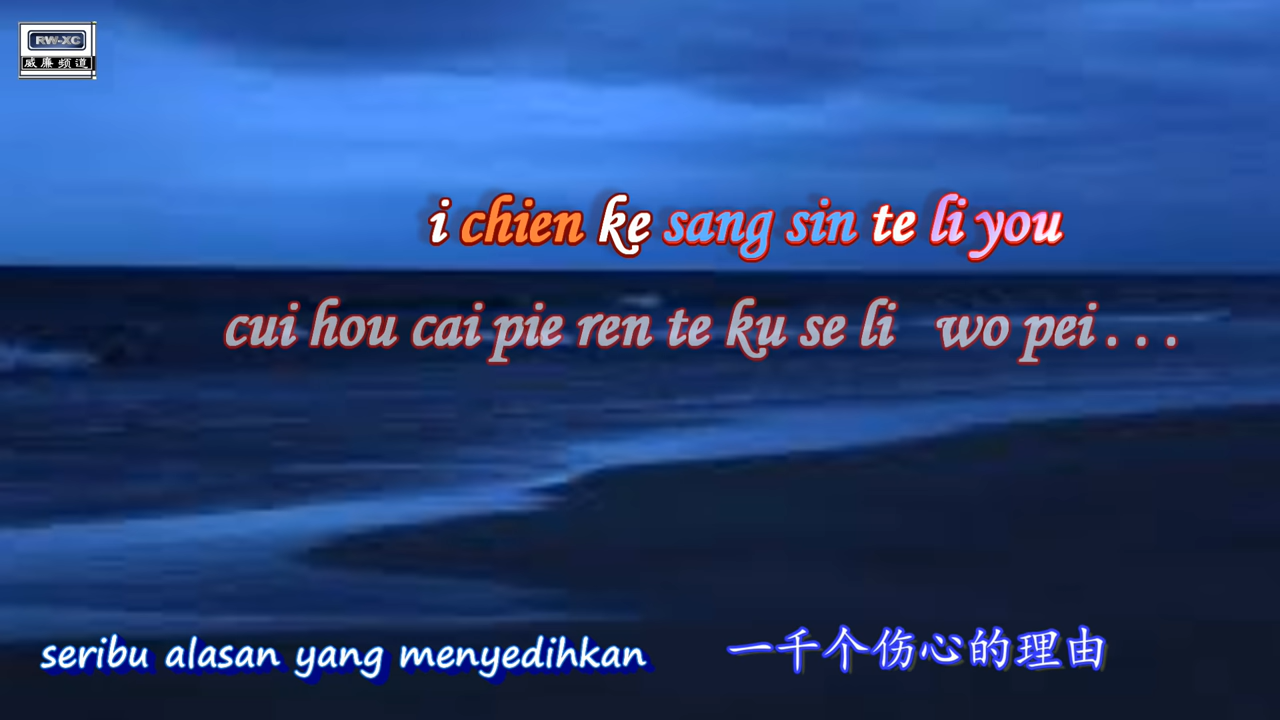 RW-XC
威廉频道
i chien ke sang sin te li you
cui hou cai pie ren te ku se li wo pei . . .
seribu alasan yang menyedihkan
一千个伤心的理由